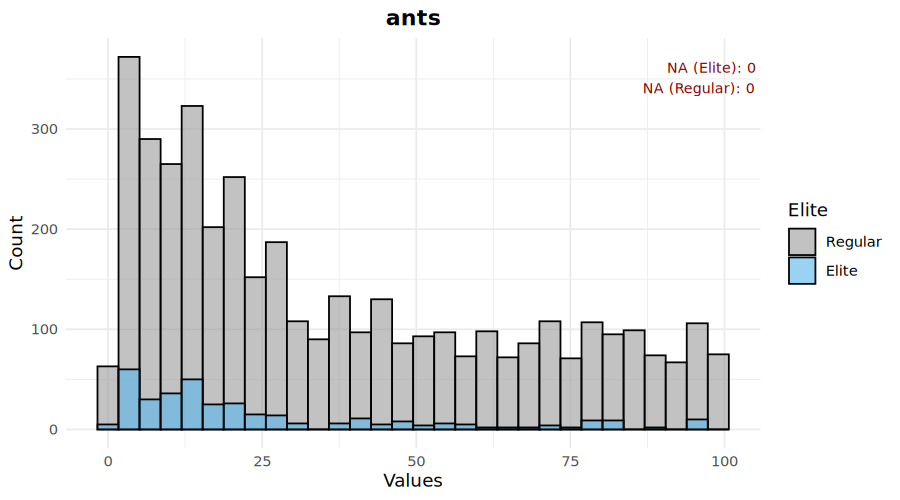 ants
NA (Elite): 0
NA (Regular): 0
300
200
100
0
Count
0 25 50 75 100
Values
Elite
Regular
Elite